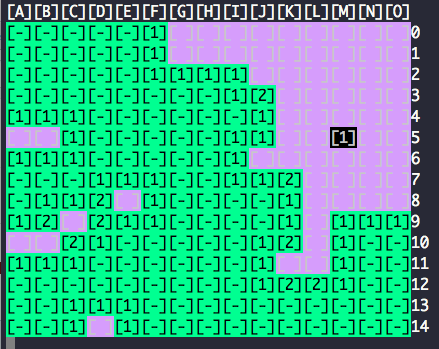 [A][B][C][D][E][F][G][H][I][J][K][L][M][N][O]
[-][-][-][-][-][1][ ][ ][ ][ ][ ][ ][ ][ ][ ]0
[-][-][-][-][-][1][ ][ ][ ][ ][ ][ ][ ][ ][ ]1
[-][-][-][-][-][1][1][1][1][ ][ ][ ][ ][ ][ ]2
[-][-][-][-][-][-][-][-][1][2][ ][ ][ ][ ][ ]3
[1][1][1][-][-][-][-][-][-][1][ ][ ][ ][ ][ ]4
[ ][ ][1][-][-][-][-][-][1][1][ ][ ][1][ ][ ]5
[1][1][1][-][-][-][-][-][1][ ][ ][ ][ ][ ][ ]6
[-][-][-][1][1][1][-][-][1][1][2][ ][ ][ ][ ]7
[-][1][1][2][ ][1][-][-][-][-][1][ ][ ][ ][ ]8
[1][2][ ][2][1][1][-][-][-][-][1][ ][1][1][1]9
[ ][ ][2][1][-][-][-][-][-][1][2][ ][1][-][-]10
[1][1][1][-][-][-][-][-][-][1][ ][ ][1][-][-]11
[-][-][-][-][-][-][-][-][-][1][2][2][1][-][-]12
[-][-][1][1][1][-][-][-][-][-][-][-][-][-][-]13
[-][-][1][ ][1][-][-][-][-][-][-][-][-][-][-]14